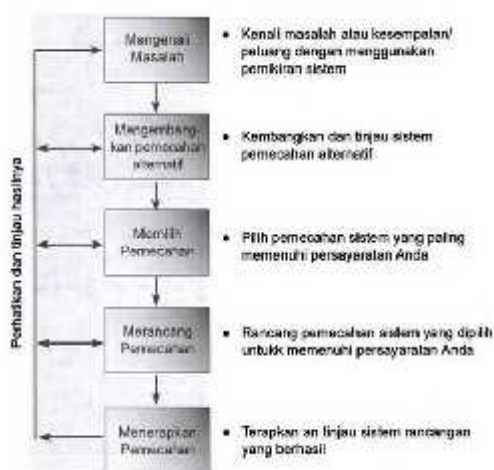 Perhatikan dan tinjau hasilnya
Mengenali
Masalah
• Kenali masalah atau kesempatan/
peluang dengan menggunakan
pemikiran sistem
Mengembang-
kan pemecahan
alternatif
• Kembangkan dan tinjau sistem
pemecahan alternatif
Memilih
Pemecahan
• Pilih pemecahan sistem yang paling
memenuhi persayaratan Anda
Merancang
Pemecahan
• Rancang pemecahan sistem yang dipilih
untukk memenuhi persayaratan Anda
Menerapkan
Pemecahan
• Terapkan an tinjau sistem rancangan
yang berhasil